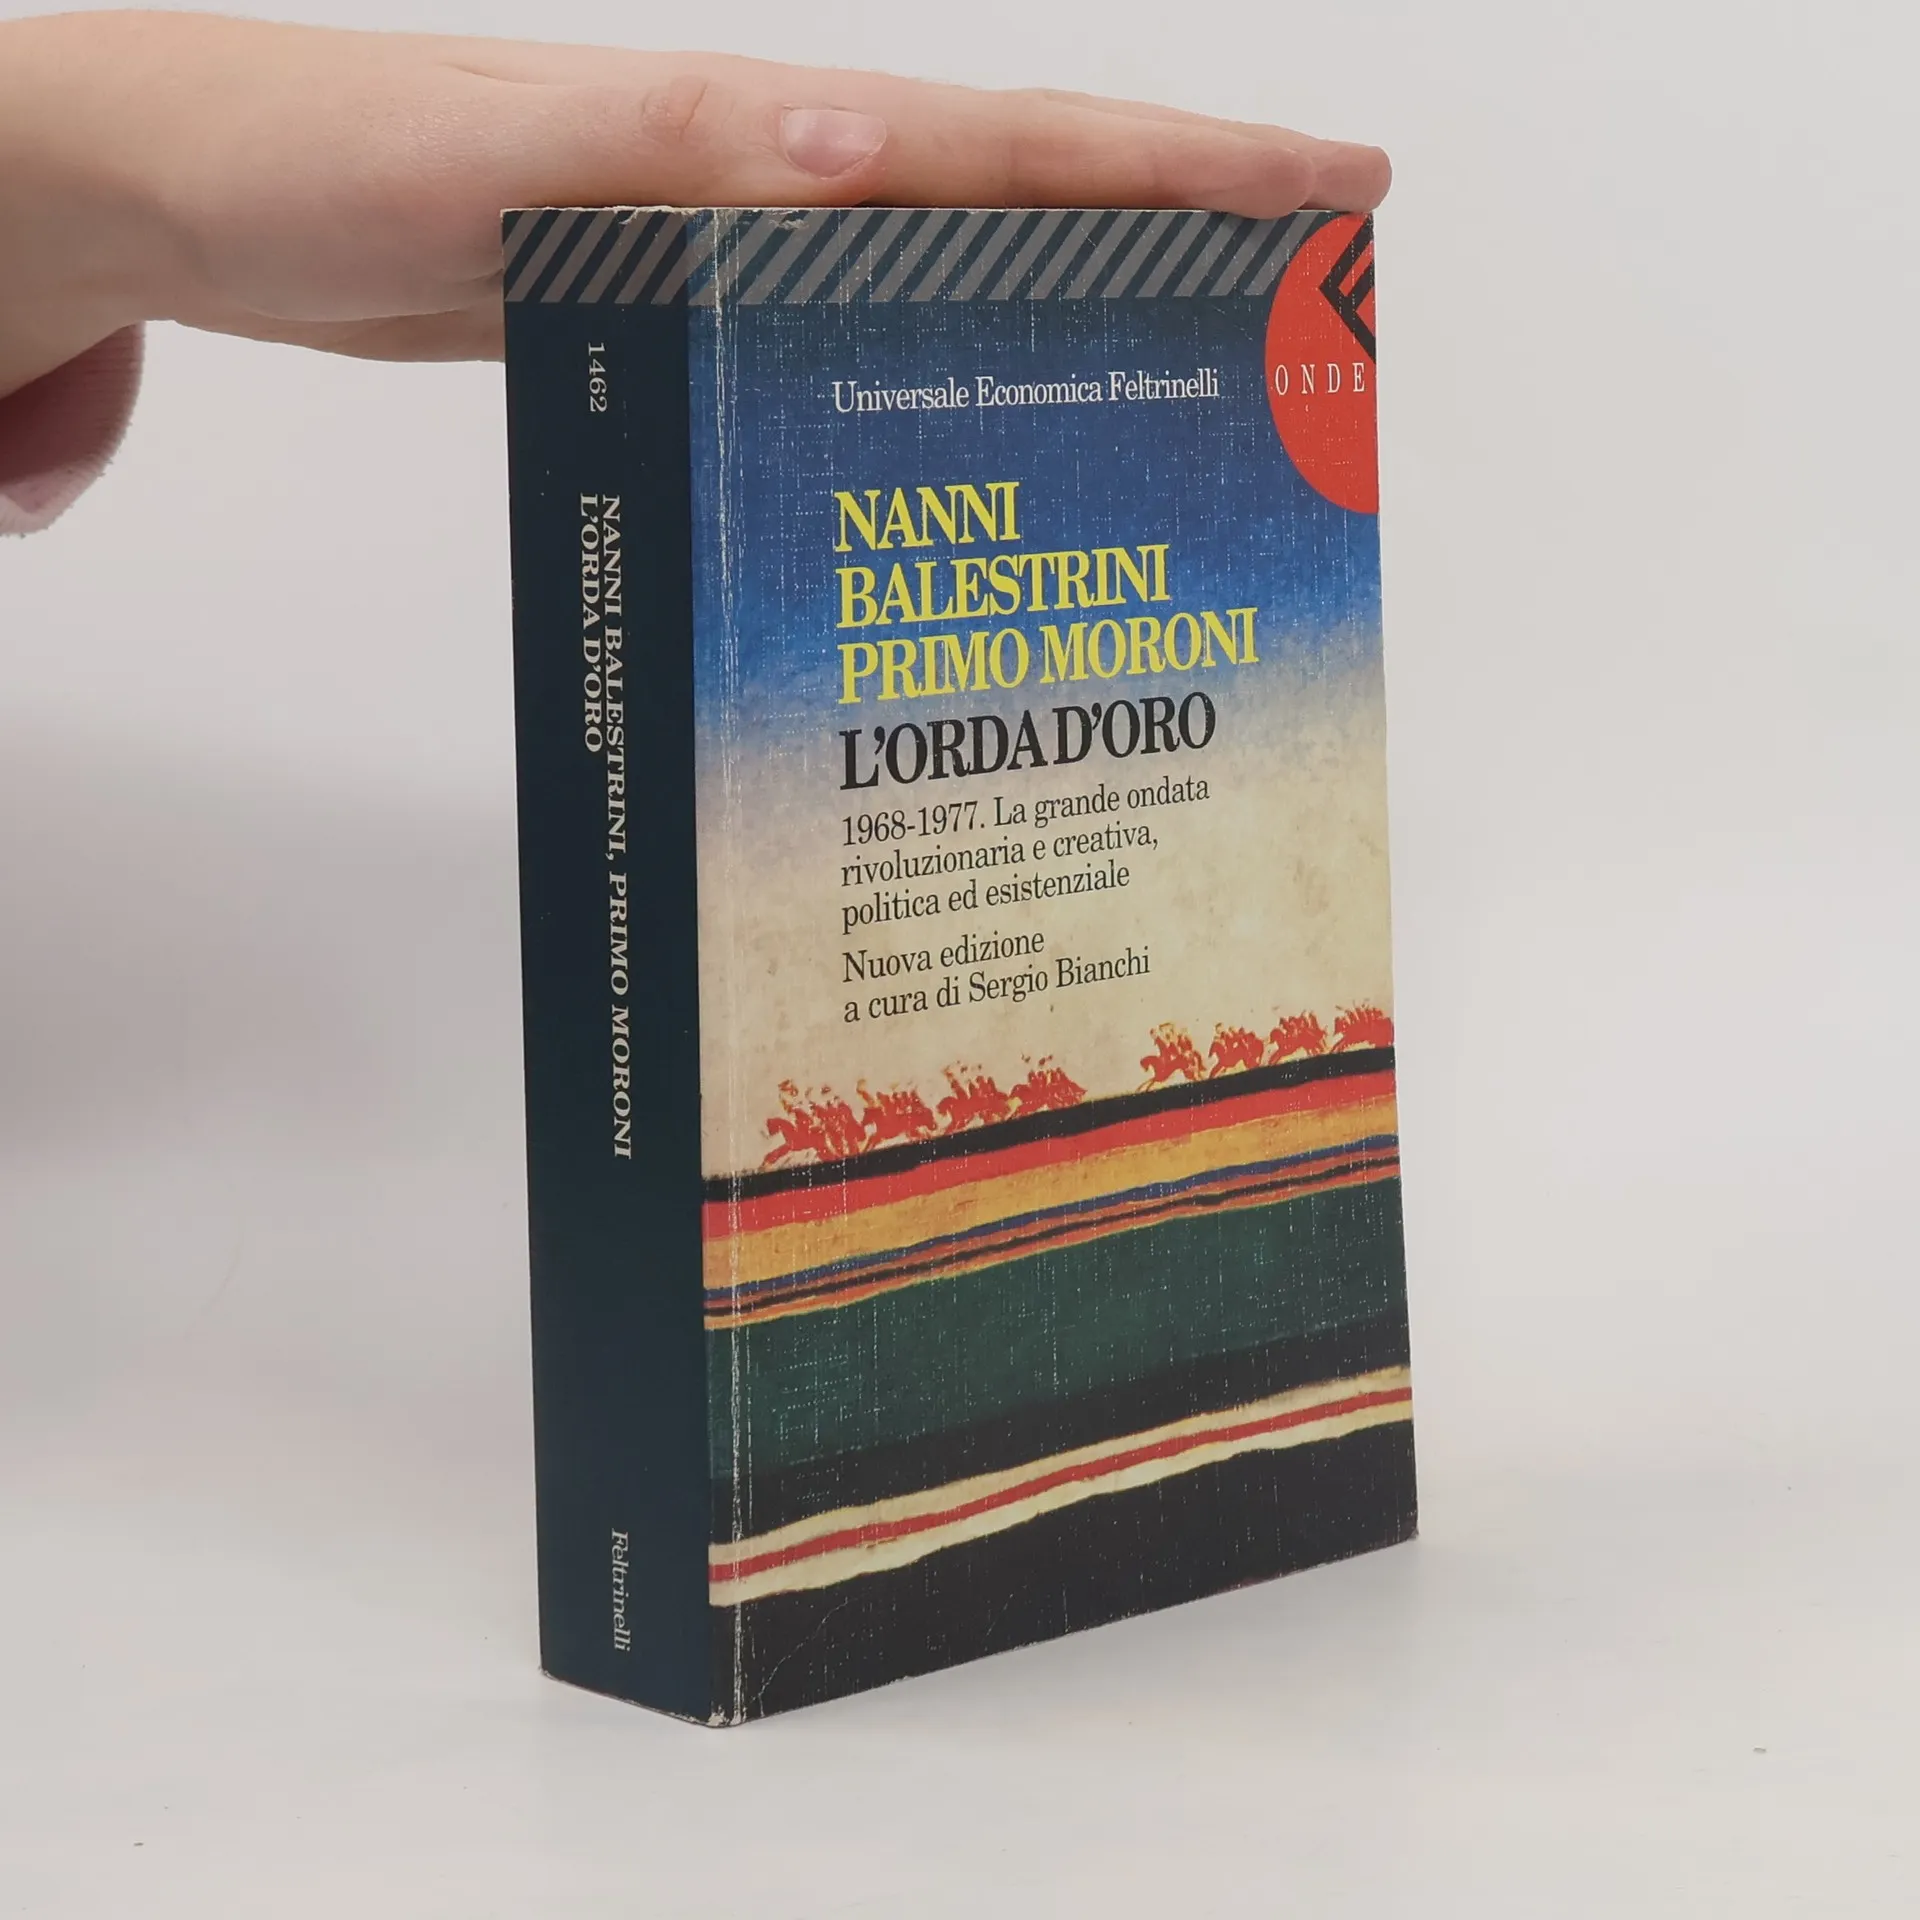 1462
NANNI BALESTRINI, PRIMO MORONI
L'ORDA D'ORO
Feltrinelli
ONDE
Universale Economica Feltrinelli
NANNI
BALESTRINI
PRIMO MORONI
L'ORDA D'ORO
1968-1977. La grande ondata
rivoluzionaria e creativa,
politica ed esistenziale
Nuova edizione
a cura di Sergio Bianchi